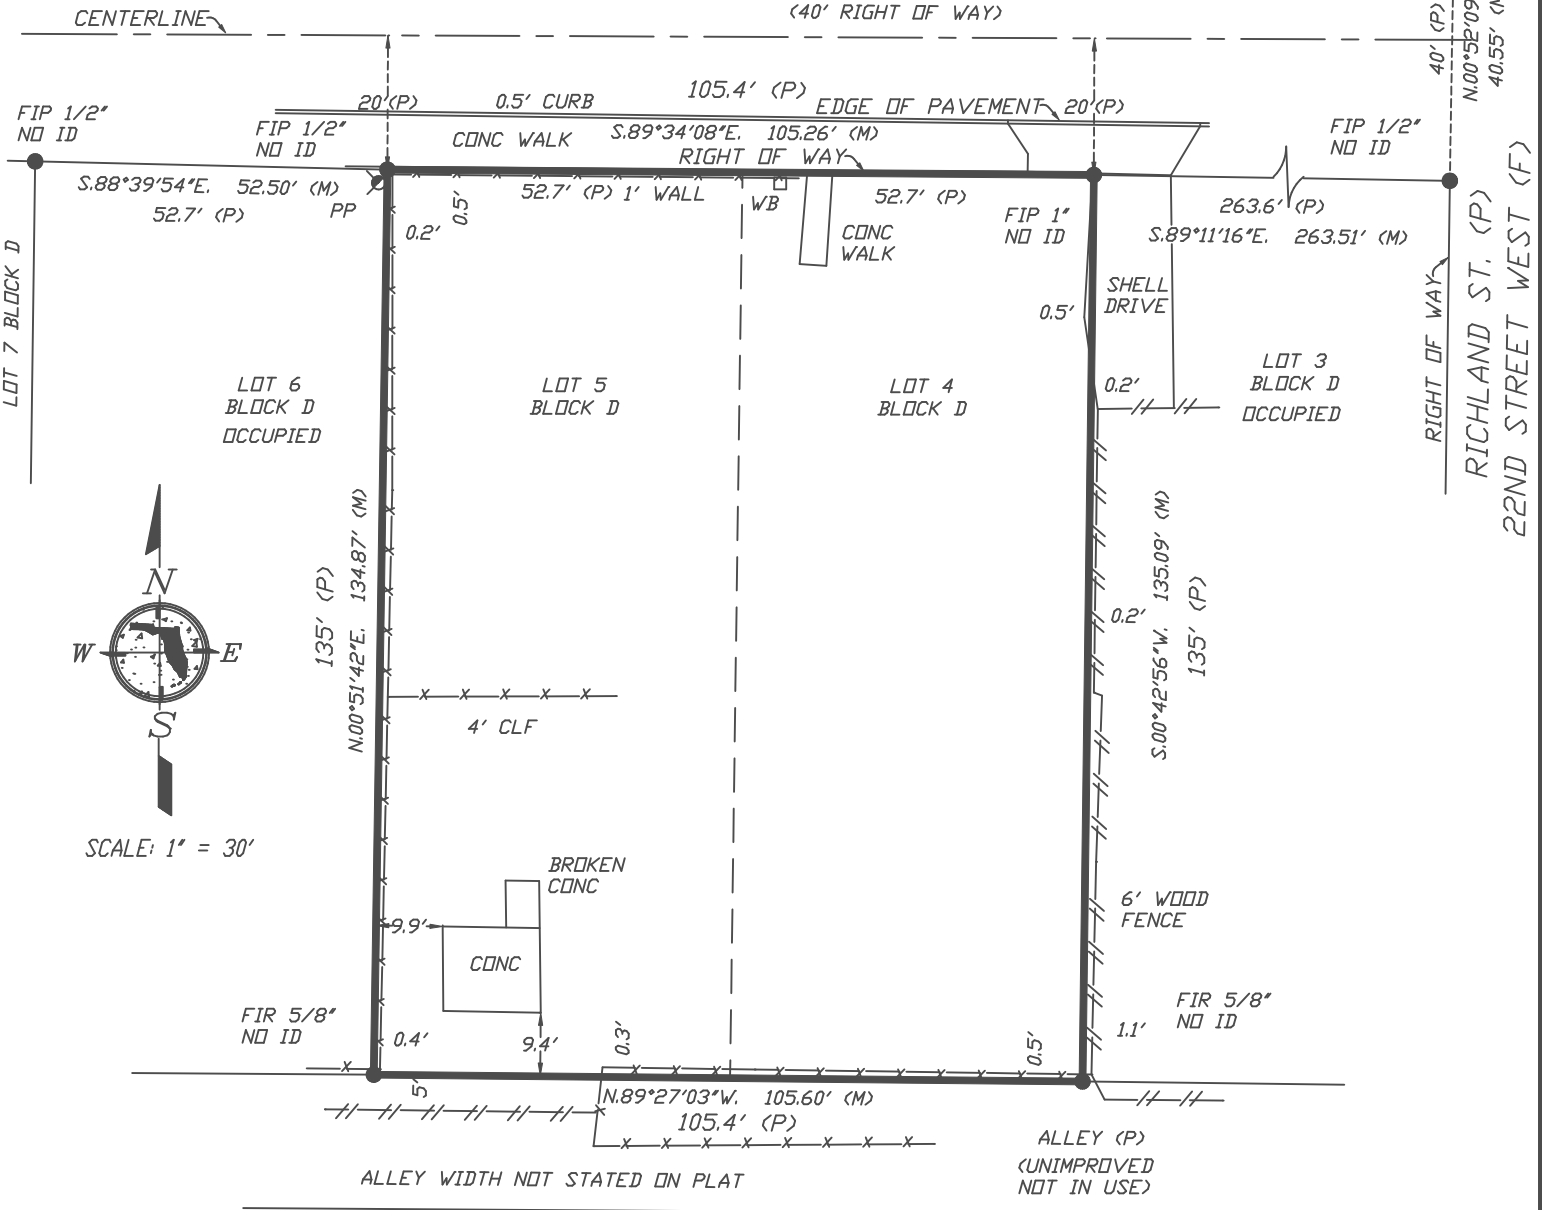 CENTERLINE
(40' RIGHT OF WAY)
40' (P)
N.00°52'09
40.55' (M
20'(P)
0.5' CURB
105.4' (P)
EDGE OF PAVEMENT
20'(P)
FIP 1/2"
NO ID
FIP 1/2"
NO ID
CONC WALK
S.89°34'08"E. 105.26' (M)
RIGHT OF WAY
FIP 1/2"
NO ID
S.88°39'54"E. 52.50' (M)
52.7' (P)
PP
0.2'
0.5'
52.7' (P) 1' WALL
WB
52.7' (P)
CONC
WALK
FIP 1"
NO ID
263.6' (P)
S.89°11'16"E. 263.51' (M)
LOT 7 BLOCK D
SHELL
DRIVE
0.5'
RIGHT OF WAY
RICHLAND ST. (P)
22ND STREET WEST (F)
LOT 6
BLOCK D
OCCUPIED
LOT 5
BLOCK D
LOT 4
BLOCK D
0.2'
LOT 3
BLOCK D
OCCUPIED
135' (P)
N.00°51'42"E. 134.87' (M)
0.2'
S.00°42'56"W. 135.09' (M)
135' (P)
N
W
E
S
4' CLF
SCALE: 1" = 30'
BROKEN
CONC
9.9'
CONC
6' WOOD
FENCE
FIR 5/8"
NO ID
0.4'
9.4'
0.3'
0.5'
1.1'
FIR 5/8"
NO ID
5'
N.89°27'03"W. 105.60' (M)
105.4' (P)
ALLEY (P)
(UNIMPROVED
NOT IN USE)
ALLEY WIDTH NOT STATED ON PLAT